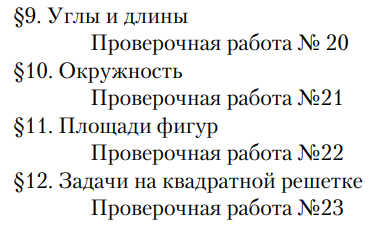 §9. Углы и длины
Проверочная работа № 20
§10. Окружность
Проверочная работа №21
§11. Площади фигур
Проверочная работа №22
§12. Задачи на квадратной решетке
Проверочная работа №23